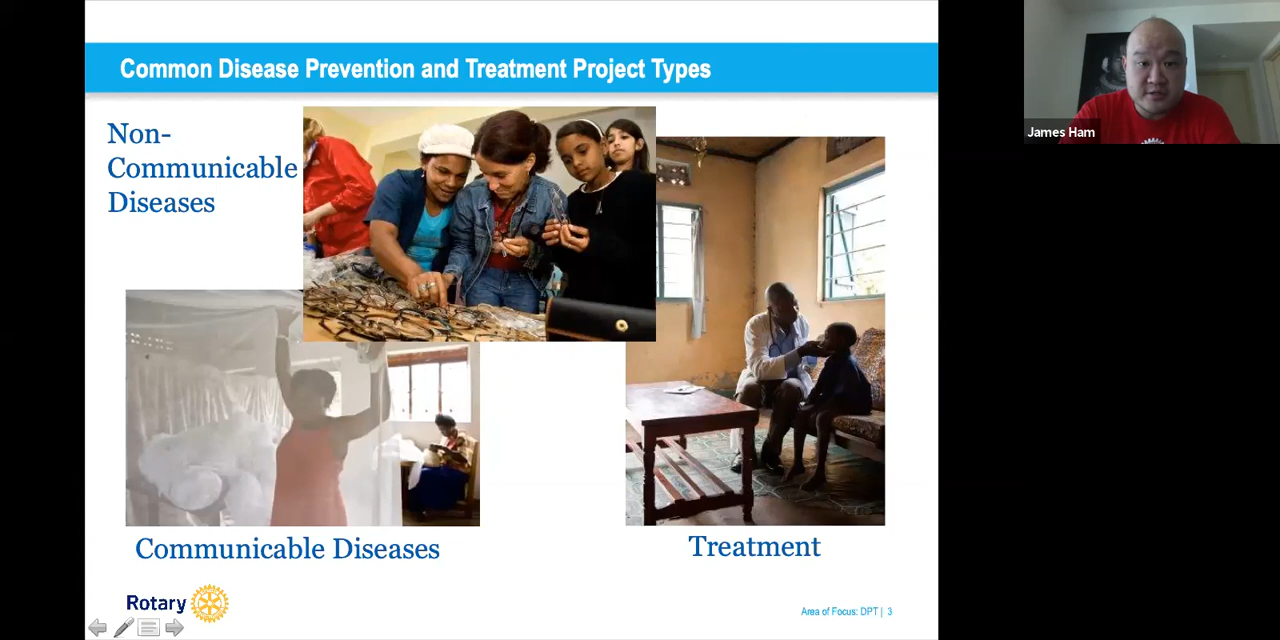 Common Disease Prevention and Treatment Project Types
Non-
Communicable
Diseases
James Ham
Communicable Diseases
Treatment
Rotary
Area of Focus: DPT | 3